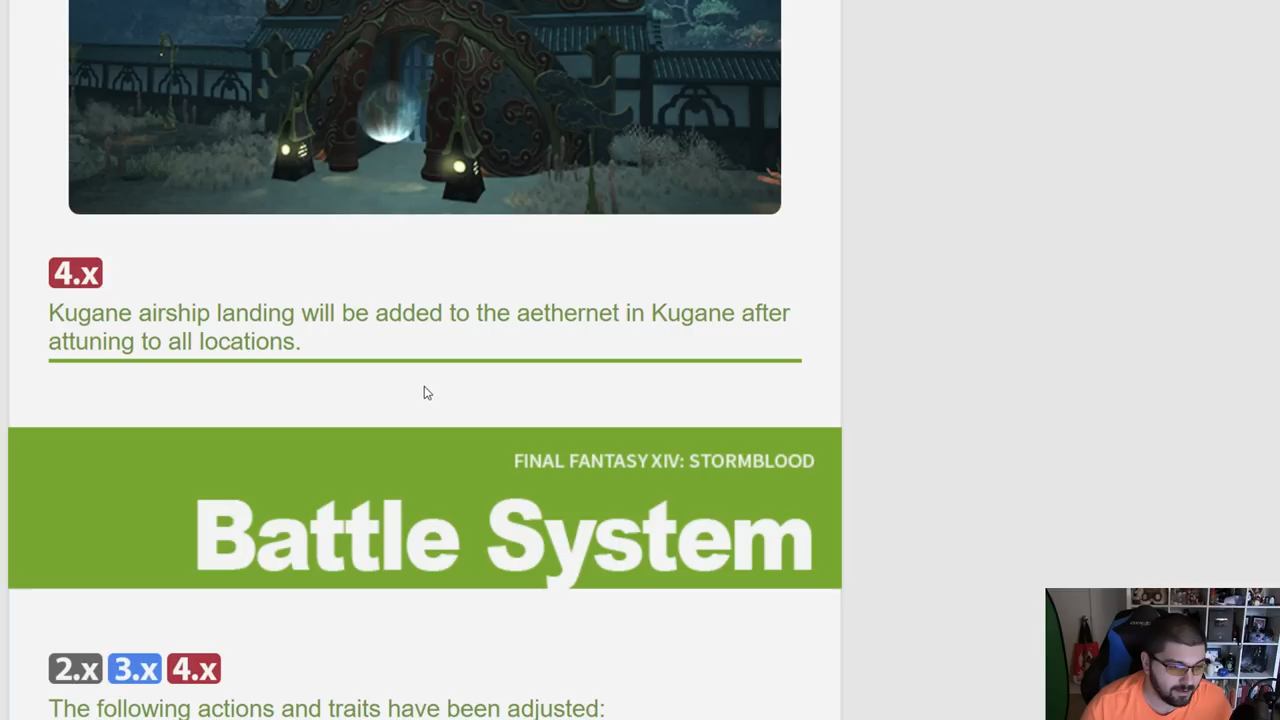 4.x
Kugane airship landing will be added to the aethernet in Kugane after
attuning to all locations.
FINAL FANTASY XIV: STORMBLOOD
Battle System
2.x 3.x 4.x
The following actions and traits have been adjusted: